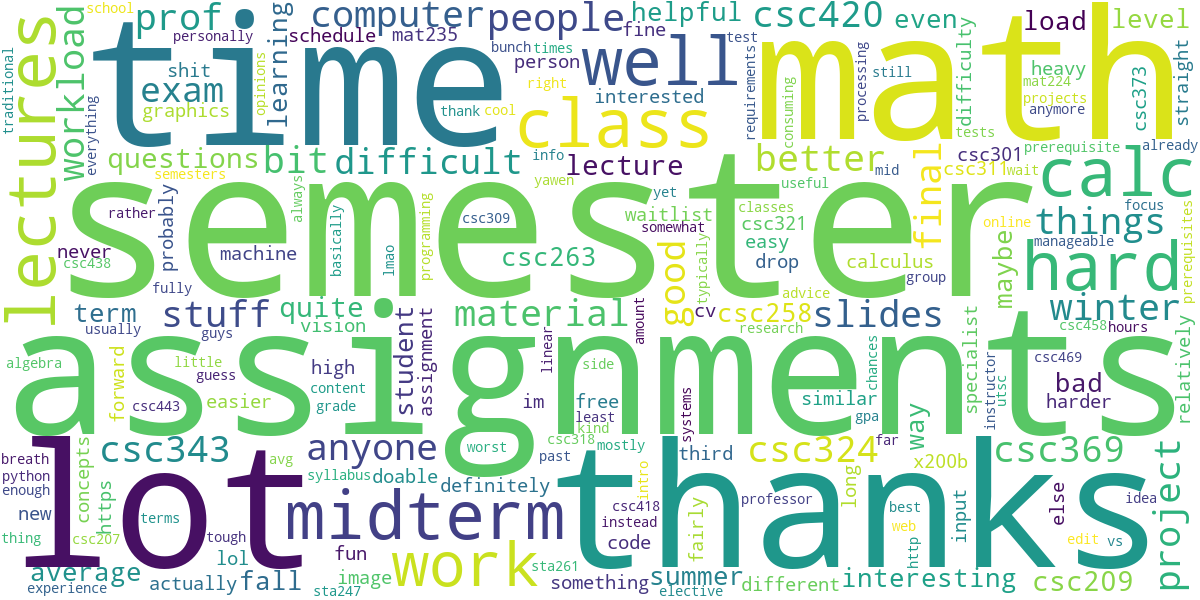 school
prof
computer
people
helpful
csc420
even
load
level
personally
schedule
mat235
fine
time
math
lectures
workload
shit
exam
graphics
learning
opinions
bunch
times
person
well
test
right
interested
thank
cool
class
requirements
consuming
processing
still
difficulty
heavy
mat224
projects
anymore
csc373
straight
tests
traditional
everything
questions
bit
difficult
info
lecture
better
final
csc301
prerequisite
already
calc
semesters
yawen
yet
useful
mid
csc311
wait
focus
semester
rather
always
csc309
waitlist
classes
somewhat
csc321
online
things
prerequisites
never
csc438
probably
machine
basically
lmao
programming
csc263
good
typically
easy
drop
calculus
group
maybe
manageable
hard
fully
advice
term
usually
stuff
guys
quite
vision
material
amount
cv
csc258
research
slides
winter
csc458
hours
relatively
assignments
algebra
forward
little
guess
high
content
grade
student
assignment
linear
side
systems
chances
specialist
instructor
utsc
csc469
bad
harder
csc443
easier
im
free
least
kind
similar
gpa
way
lot
thanks
csc343
anyone
worst
csc318
mostly
past
third
csc324
far
csc369
breath
python
enough
concepts
https
avg
syllabus
doable
definitely
x200b
long
project
new
terms
midterm
csc418
instead
code
intro
professor
best
input
else
idea
thing
csc207
tough
lol
fun
sta261
fairly
web
http
edit
vs
average
experience
actually
fall
sta247
image
work
something
summer
elective
different
interesting
csc209